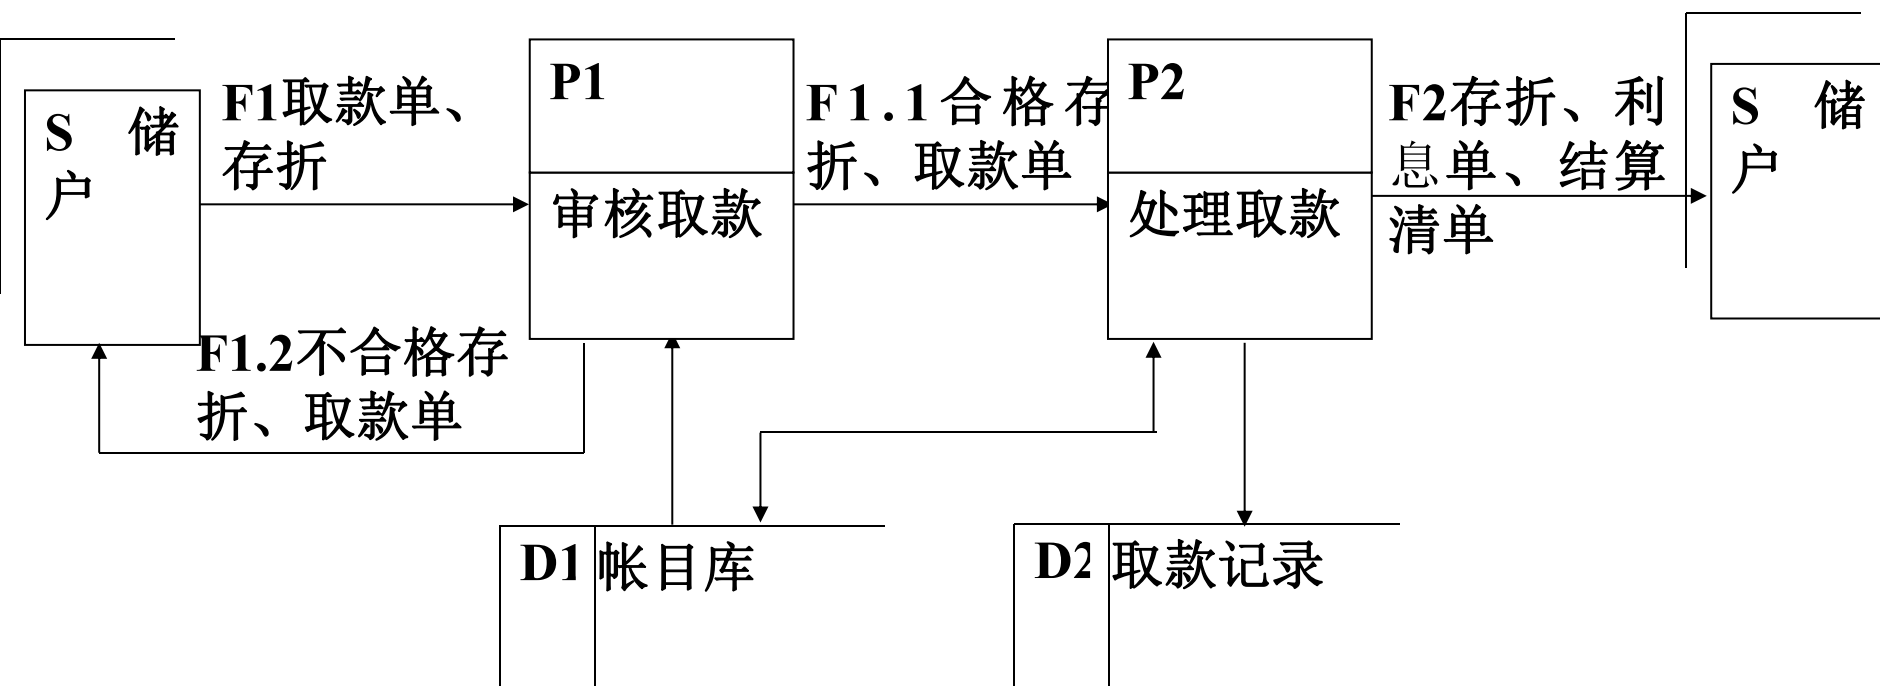 S 储
户
F1取款单、
存折
P1
审核取款
F1.1合格存
折、取款单
P2
处理取款
F2存折、利
息单、结算
清单
S 储
户
F1.2不合格存
折、取款单
D1 帐目库
D2 取款记录